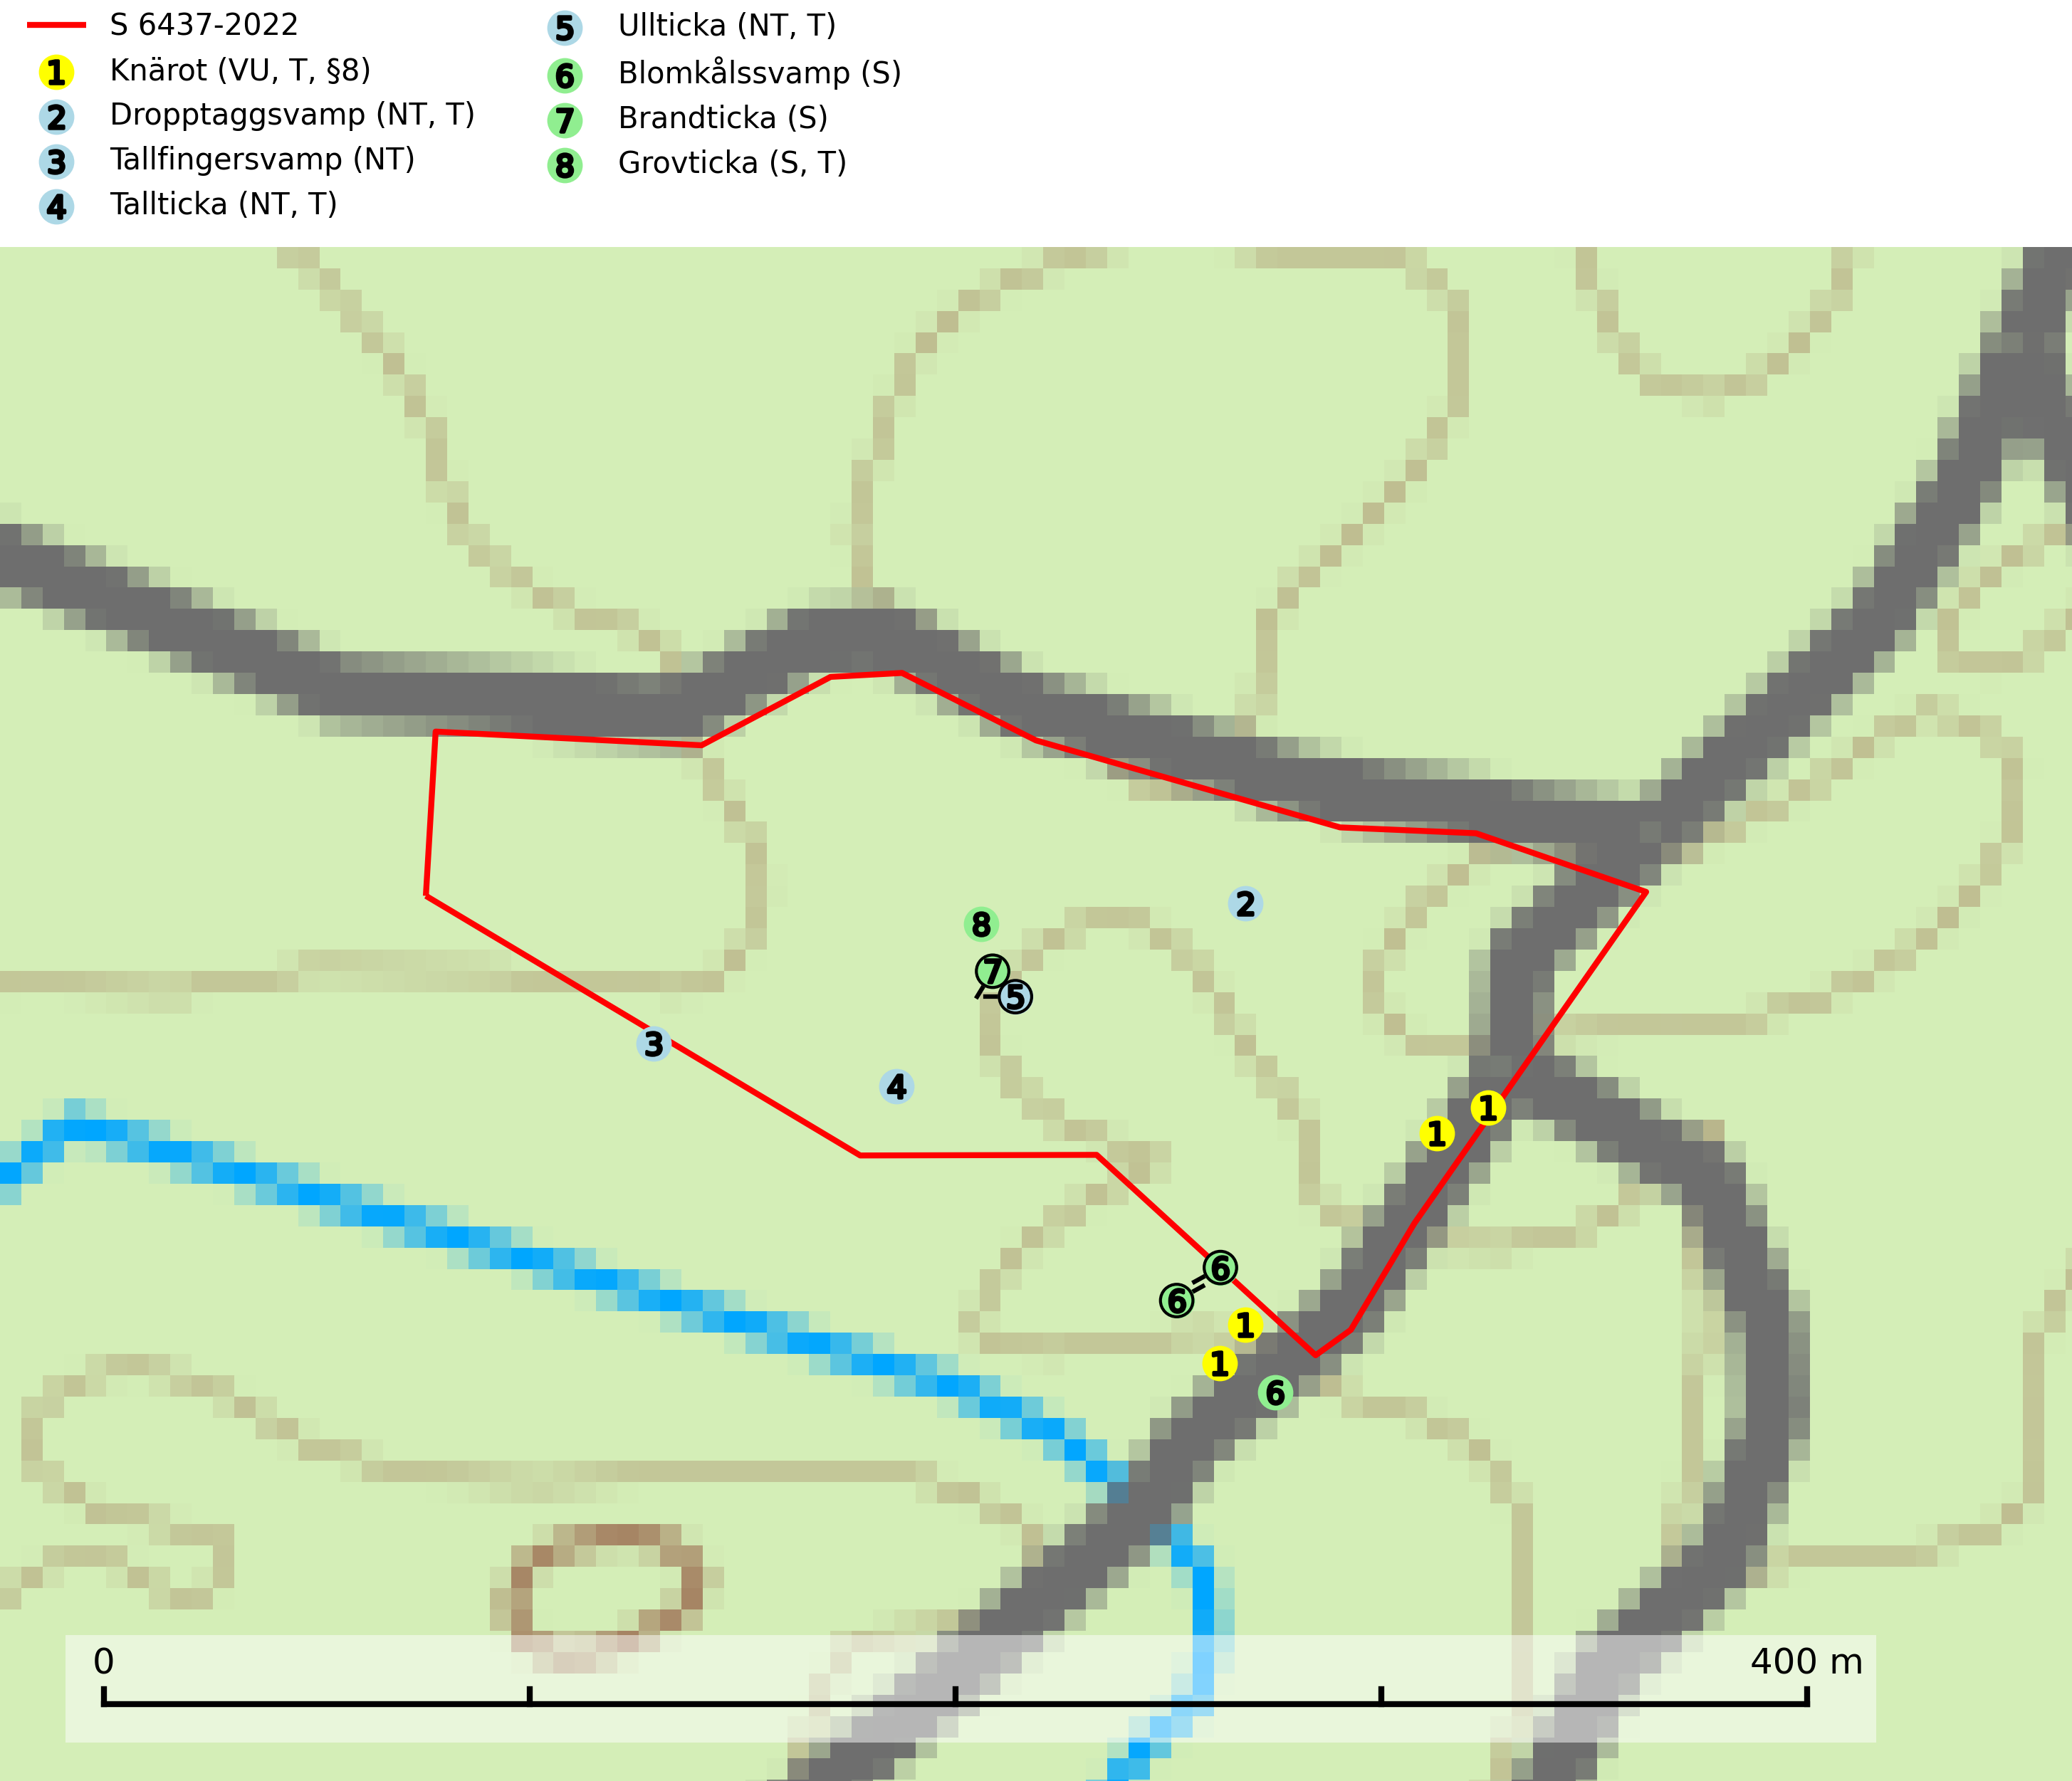 S 6437-2022
1 Knärot (VU, T, §8)
2 Dropptaggsvamp (NT, T)
3 Tallfingersvamp (NT)
4 Tallticka (NT, T)
5 Ullticka (NT, T)
6 Blomkålssvamp (S)
7 Brandticka (S)
8 Grovticka (S, T)
2
8
7
5
3
4
1
1
6
6
1
1
6
0 400 m